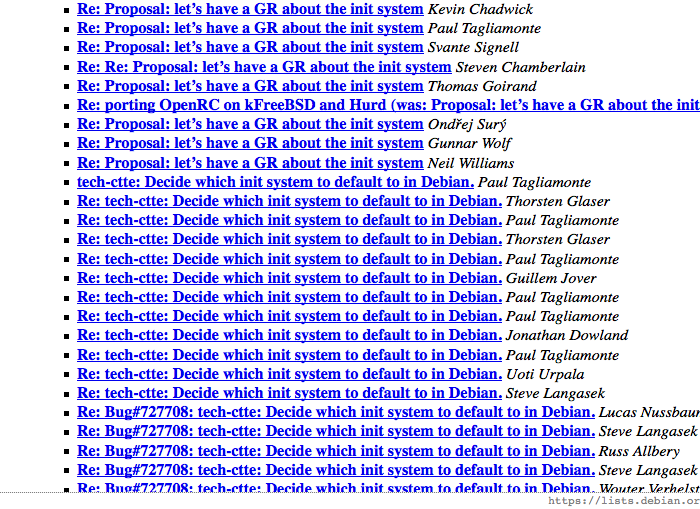 Re: Proposal: let’s have a GR about the init system Kevin Chadwick
Re: Proposal: let’s have a GR about the init system Paul Tagliamonte
Re: Proposal: let’s have a GR about the init system Svante Signell
Re: Re: Proposal: let’s have a GR about the init system Steven Chamberlain
Re: Proposal: let’s have a GR about the init system Thomas Goirand
Re: porting OpenRC on kFreeBSD and Hurd (was: Proposal: let’s have a GR about the init
Re: Proposal: let’s have a GR about the init system Ondřej Surý
Re: Proposal: let’s have a GR about the init system Gunnar Wolf
Re: Proposal: let’s have a GR about the init system Neil Williams
tech-ctte: Decide which init system to default to in Debian. Paul Tagliamonte
Re: tech-ctte: Decide which init system to default to in Debian. Thorsten Glaser
Re: tech-ctte: Decide which init system to default to in Debian. Paul Tagliamonte
Re: tech-ctte: Decide which init system to default to in Debian. Thorsten Glaser
Re: tech-ctte: Decide which init system to default to in Debian. Paul Tagliamonte
Re: tech-ctte: Decide which init system to default to in Debian. Guillem Jover
Re: tech-ctte: Decide which init system to default to in Debian. Paul Tagliamonte
Re: tech-ctte: Decide which init system to default to in Debian. Paul Tagliamonte
Re: tech-ctte: Decide which init system to default to in Debian. Jonathan Dowland
Re: tech-ctte: Decide which init system to default to in Debian. Paul Tagliamonte
Re: tech-ctte: Decide which init system to default to in Debian. Uoti Urpala
Re: tech-ctte: Decide which init system to default to in Debian. Steve Langasek
Re: Bug#727708: tech-ctte: Decide which init system to default to in Debian. Lucas Nussbaum
Re: Bug#727708: tech-ctte: Decide which init system to default to in Debian. Steve Langasek
Re: Bug#727708: tech-ctte: Decide which init system to default to in Debian. Russ Allbery
Re: Bug#727708: tech-ctte: Decide which init system to default to in Debian. Steve Langasek
Re: Bug#727708: tech-ctte: Decide which init system to default to in Debian. Wouter Verhelst
https://lists.debian.or